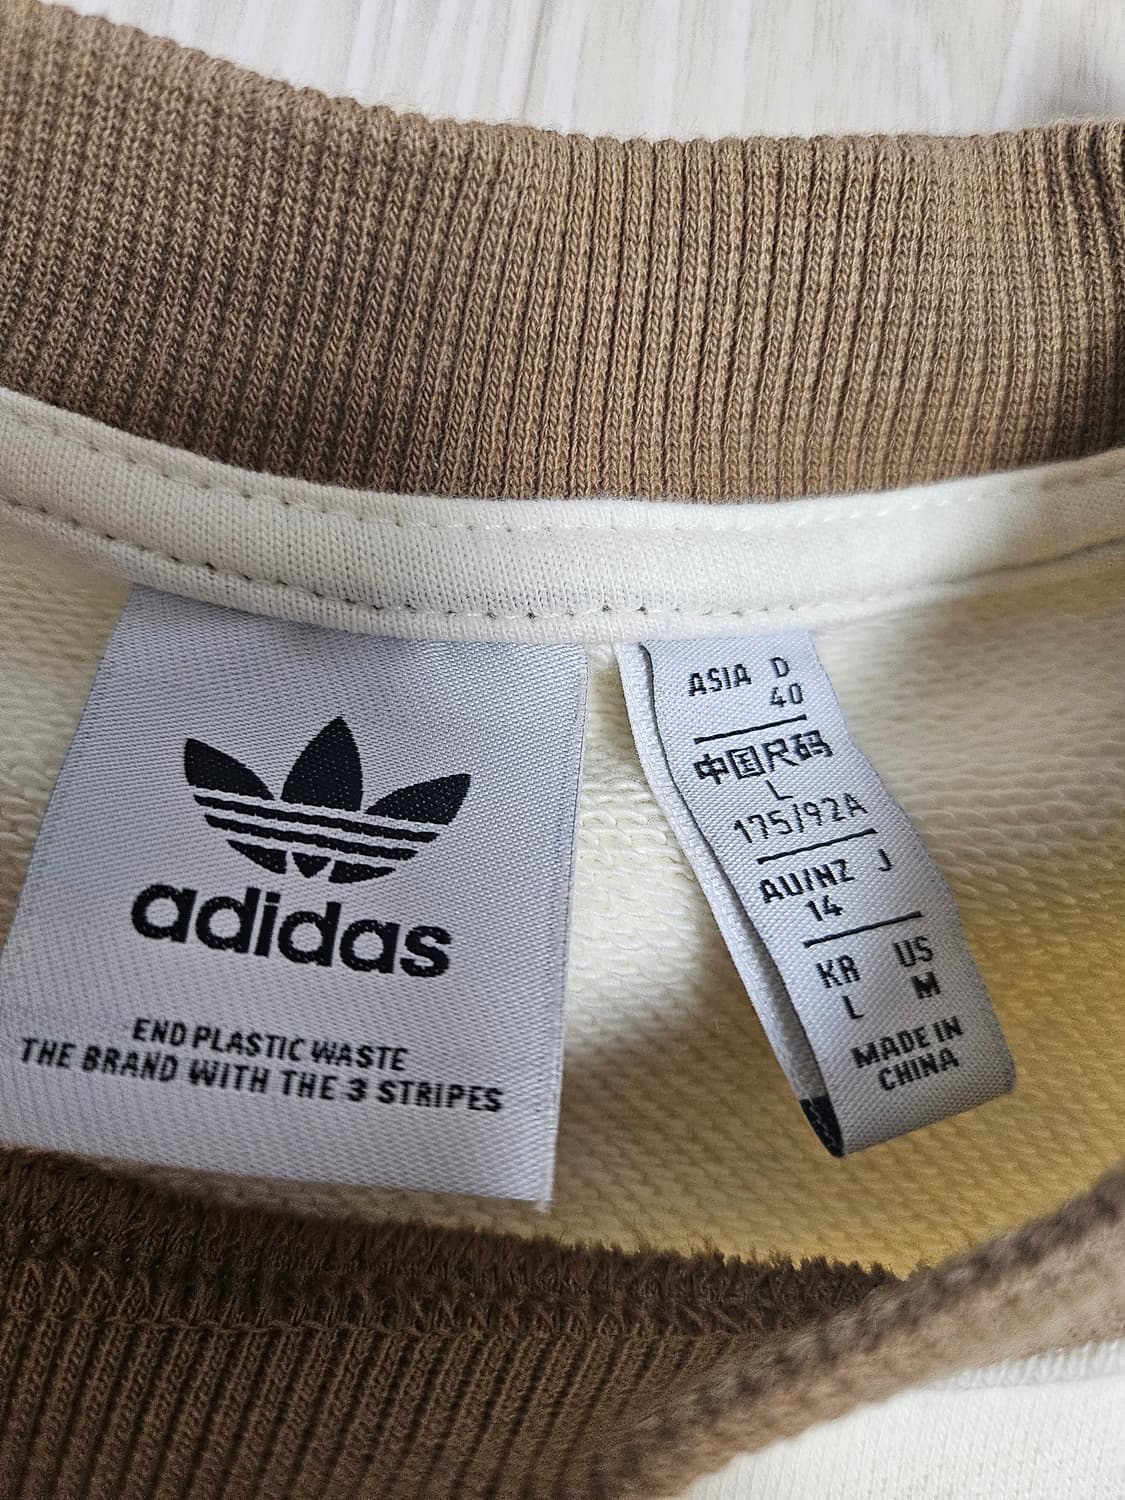 adidas
END PLASTIC WASTE
THE BRAND WITH THE 3 STRIPES
ASIA D
40
中国尺码
L
175/92A
AU/NZ J
14
KR US
L M
MADE IN
CHINA